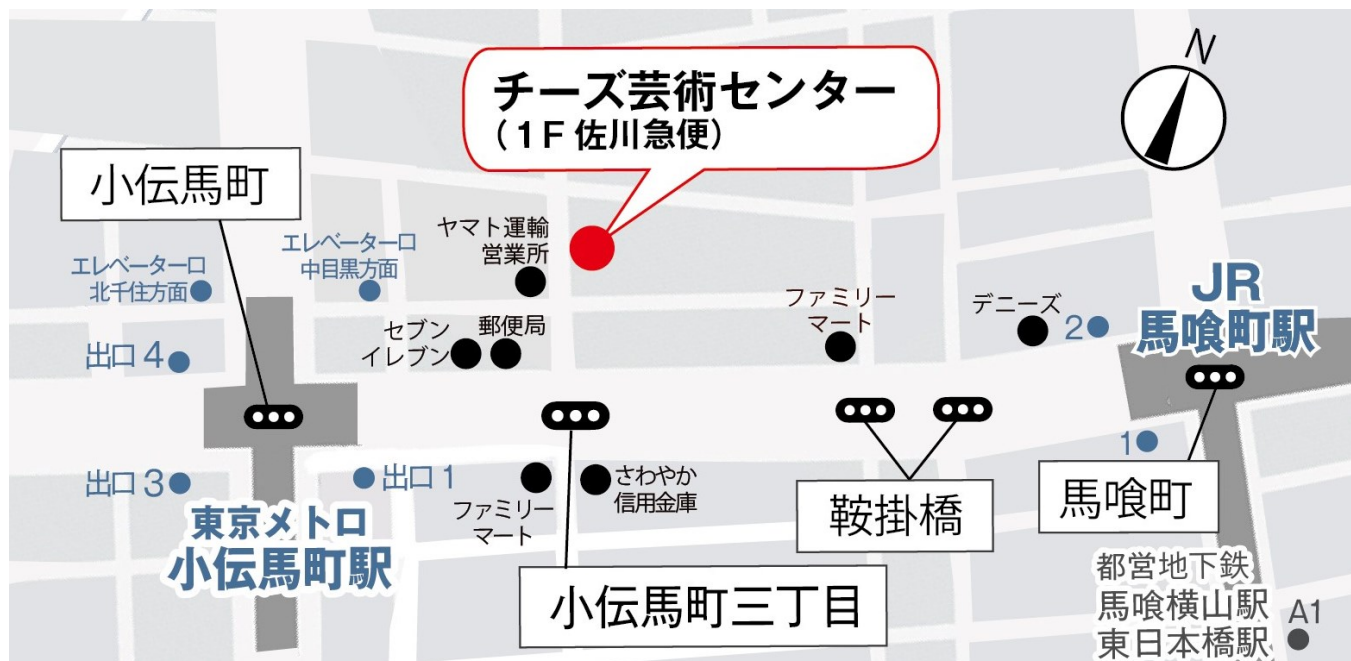 N
チーズ芸術センター
（1F 佐川急便）
小伝馬町
ヤマト運輸
営業所
エレベーター口
中目黒方面
エレベーター口
北千住方面
JR
馬喰町駅
ファミリー
マート
デニーズ
2
セブン
イレブン
郵便局
出口 4
1
出口 3
出口 1
ファミリー
マート
さわやか
信用金庫
鞍掛橋
馬喰町
東京メトロ
小伝馬町駅
小伝馬町三丁目
都営地下鉄
馬喰横山駅
東日本橋駅
A1